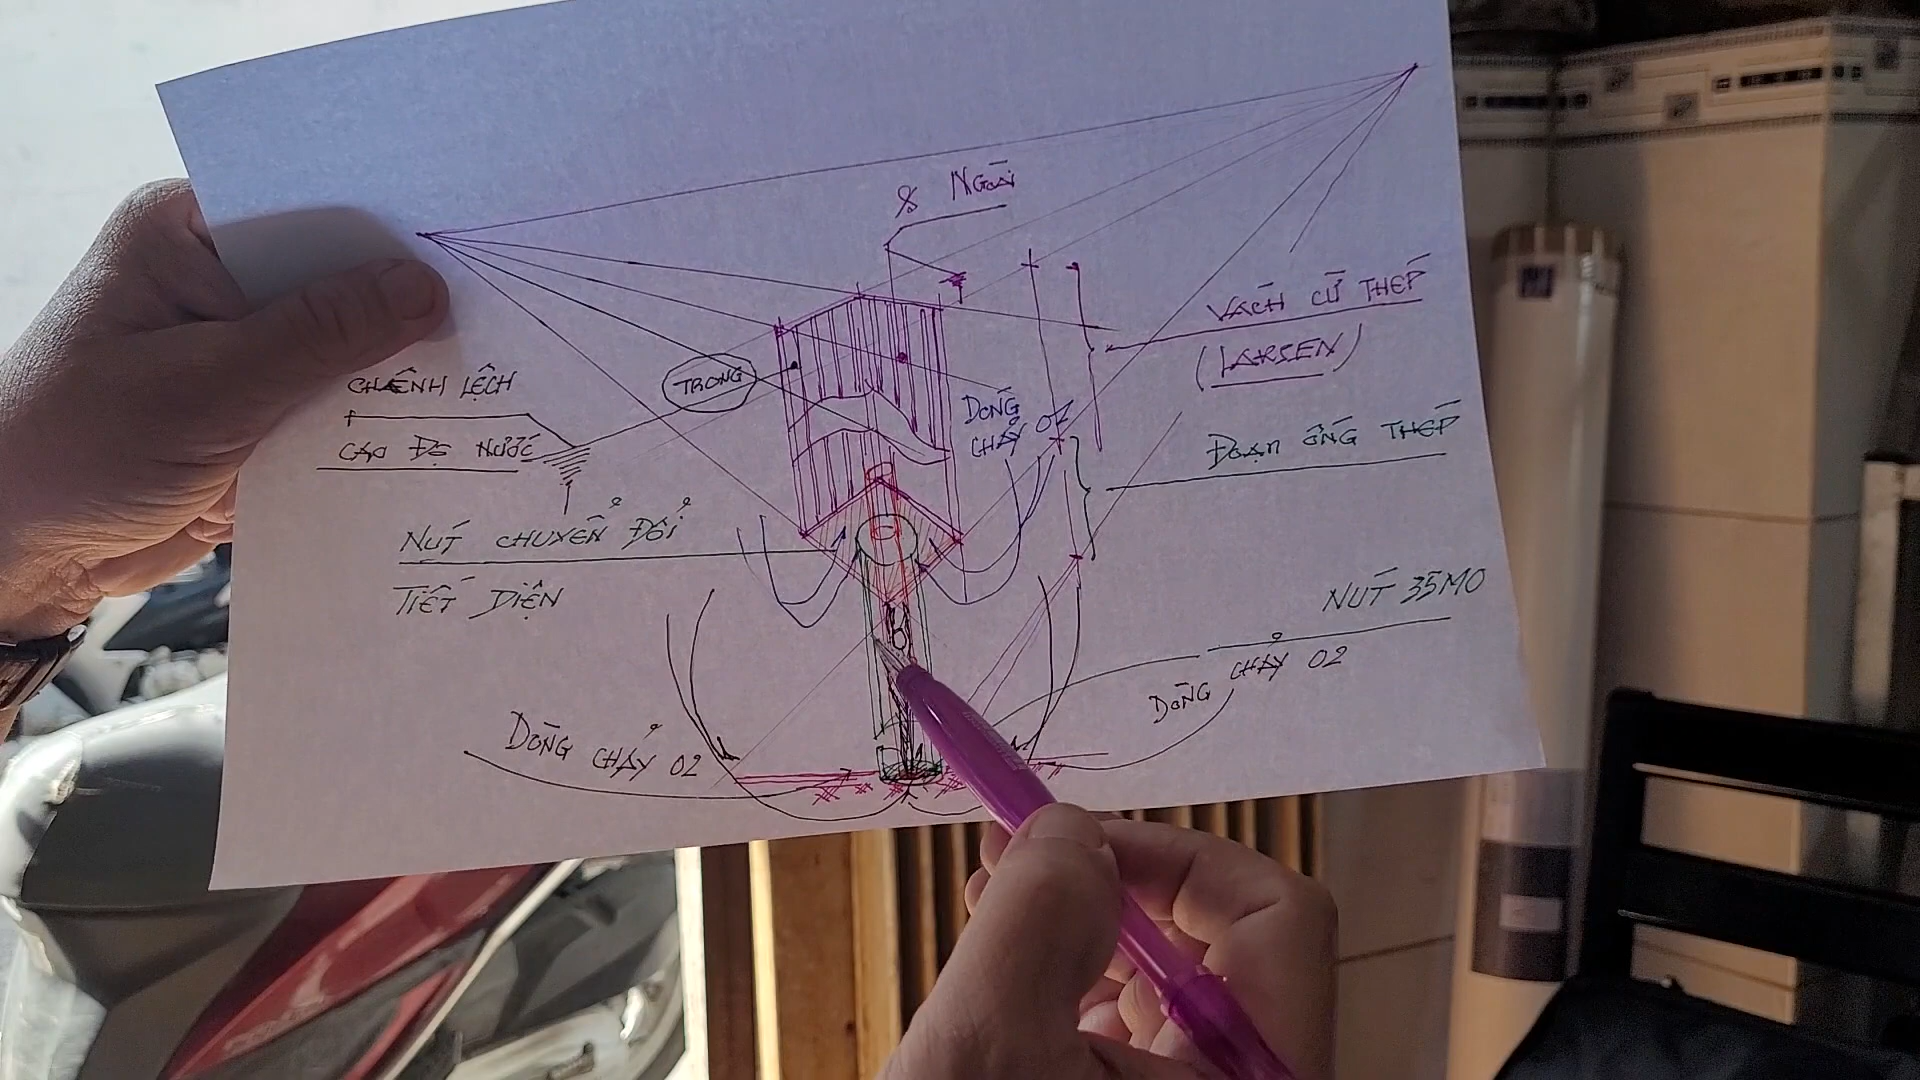 & NGOÀI
VÁCH CỪ THÉP
(LARSEN)
TRONG
CHÊNH LỆCH
CAO ĐỘ NƯỚC
DÒNG
CHẢY 02
ĐOẠN ỐNG THÉP
NÚT CHUYỂN ĐỔI
TIẾT DIỆN
NÚT 35MO
DÒNG CHẢY 02
DÒNG CHẢY 02